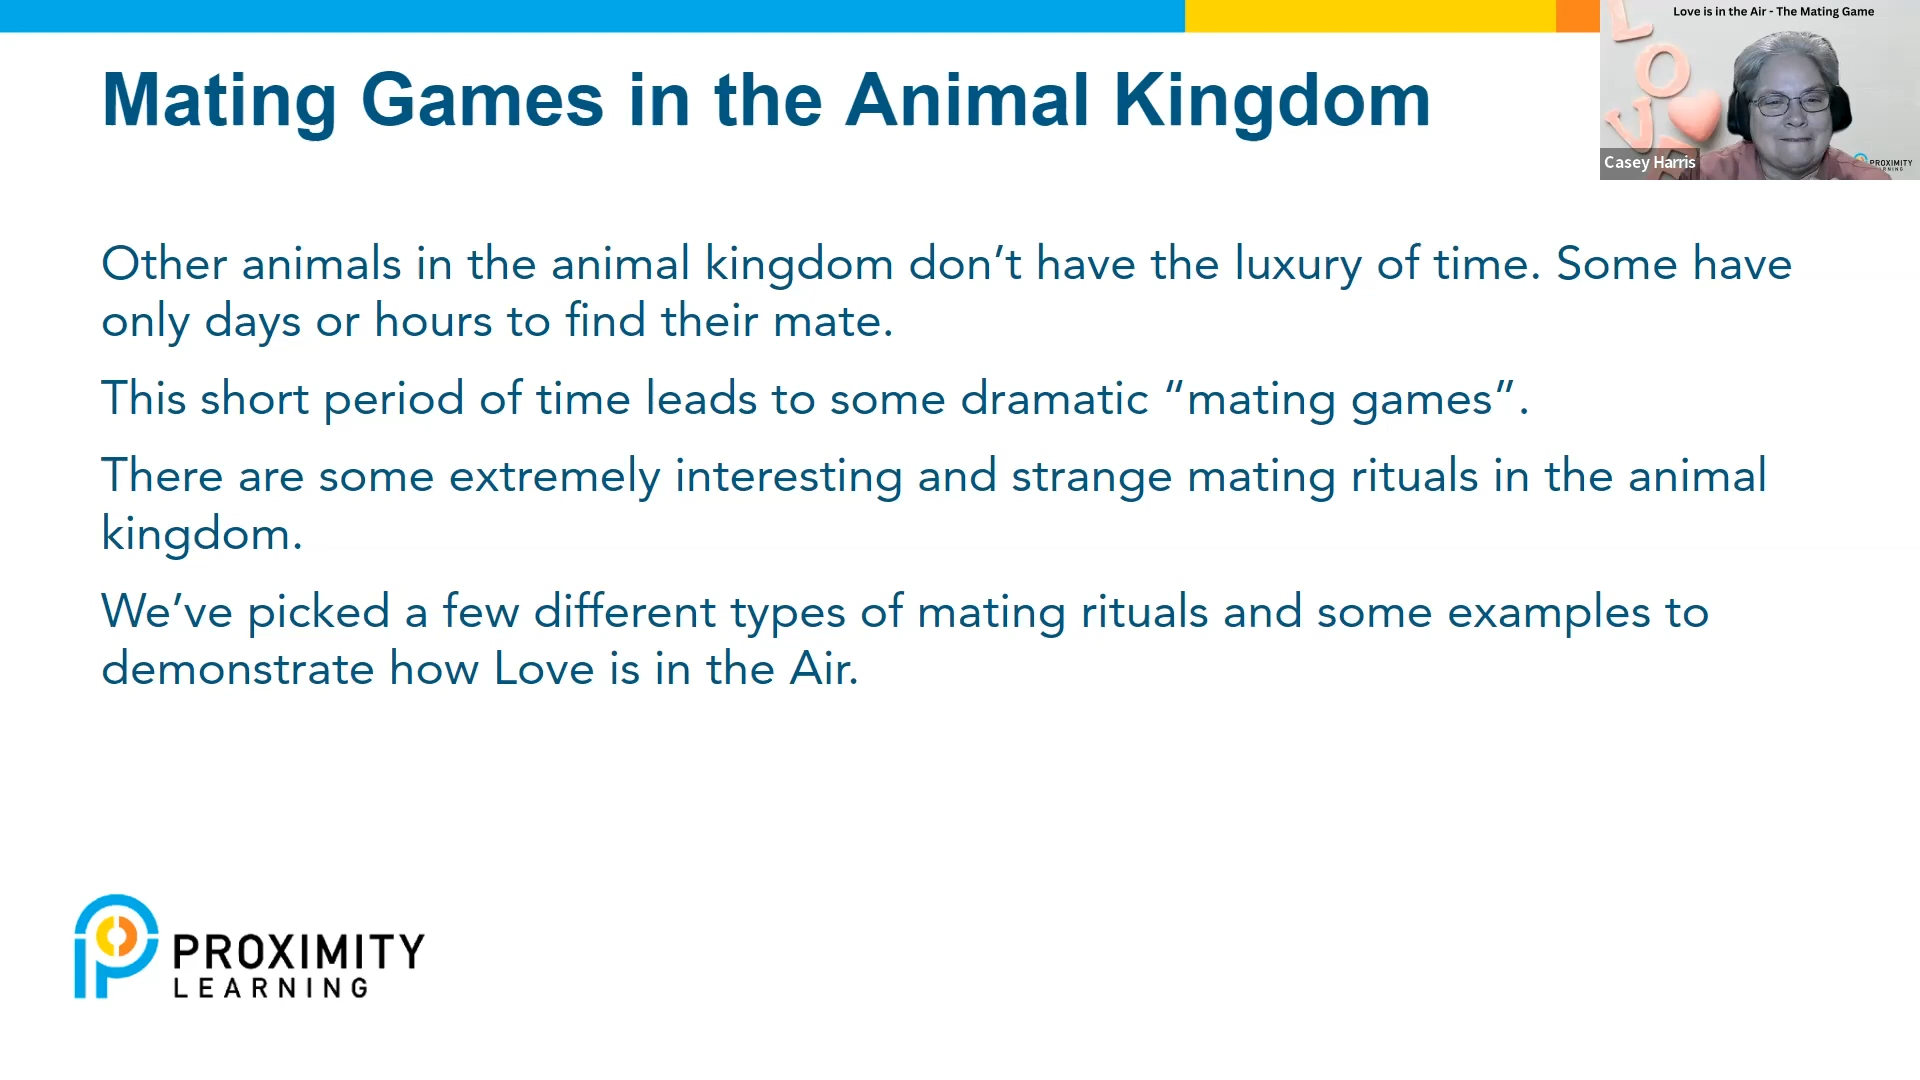 Love is in the Air - The Mating Game
Mating Games in the Animal Kingdom
LOVE
Casey Harris
PROXIMITY
LEARNING
Other animals in the animal kingdom don’t have the luxury of time. Some have
only days or hours to find their mate.
This short period of time leads to some dramatic “mating games”.
There are some extremely interesting and strange mating rituals in the animal
kingdom.
We’ve picked a few different types of mating rituals and some examples to
demonstrate how Love is in the Air.
PROXIMITY
LEARNING